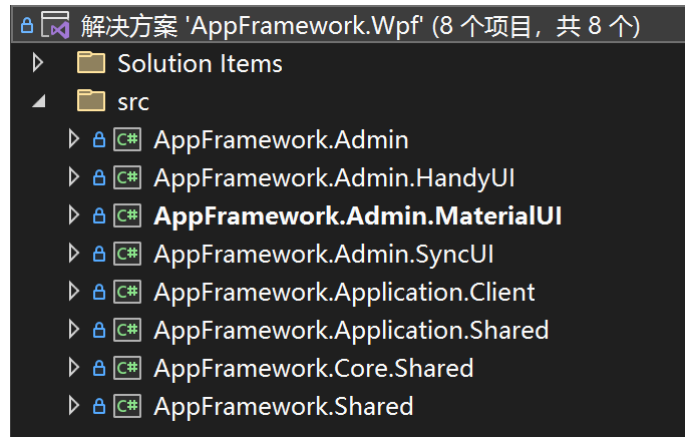 解决方案 'AppFramework.Wpf' (8 个项目，共 8 个)
Solution Items
src
C# AppFramework.Admin
C# AppFramework.Admin.HandyUI
C# AppFramework.Admin.MaterialUI
C# AppFramework.Admin.SyncUI
C# AppFramework.Application.Client
C# AppFramework.Application.Shared
C# AppFramework.Core.Shared
C# AppFramework.Shared